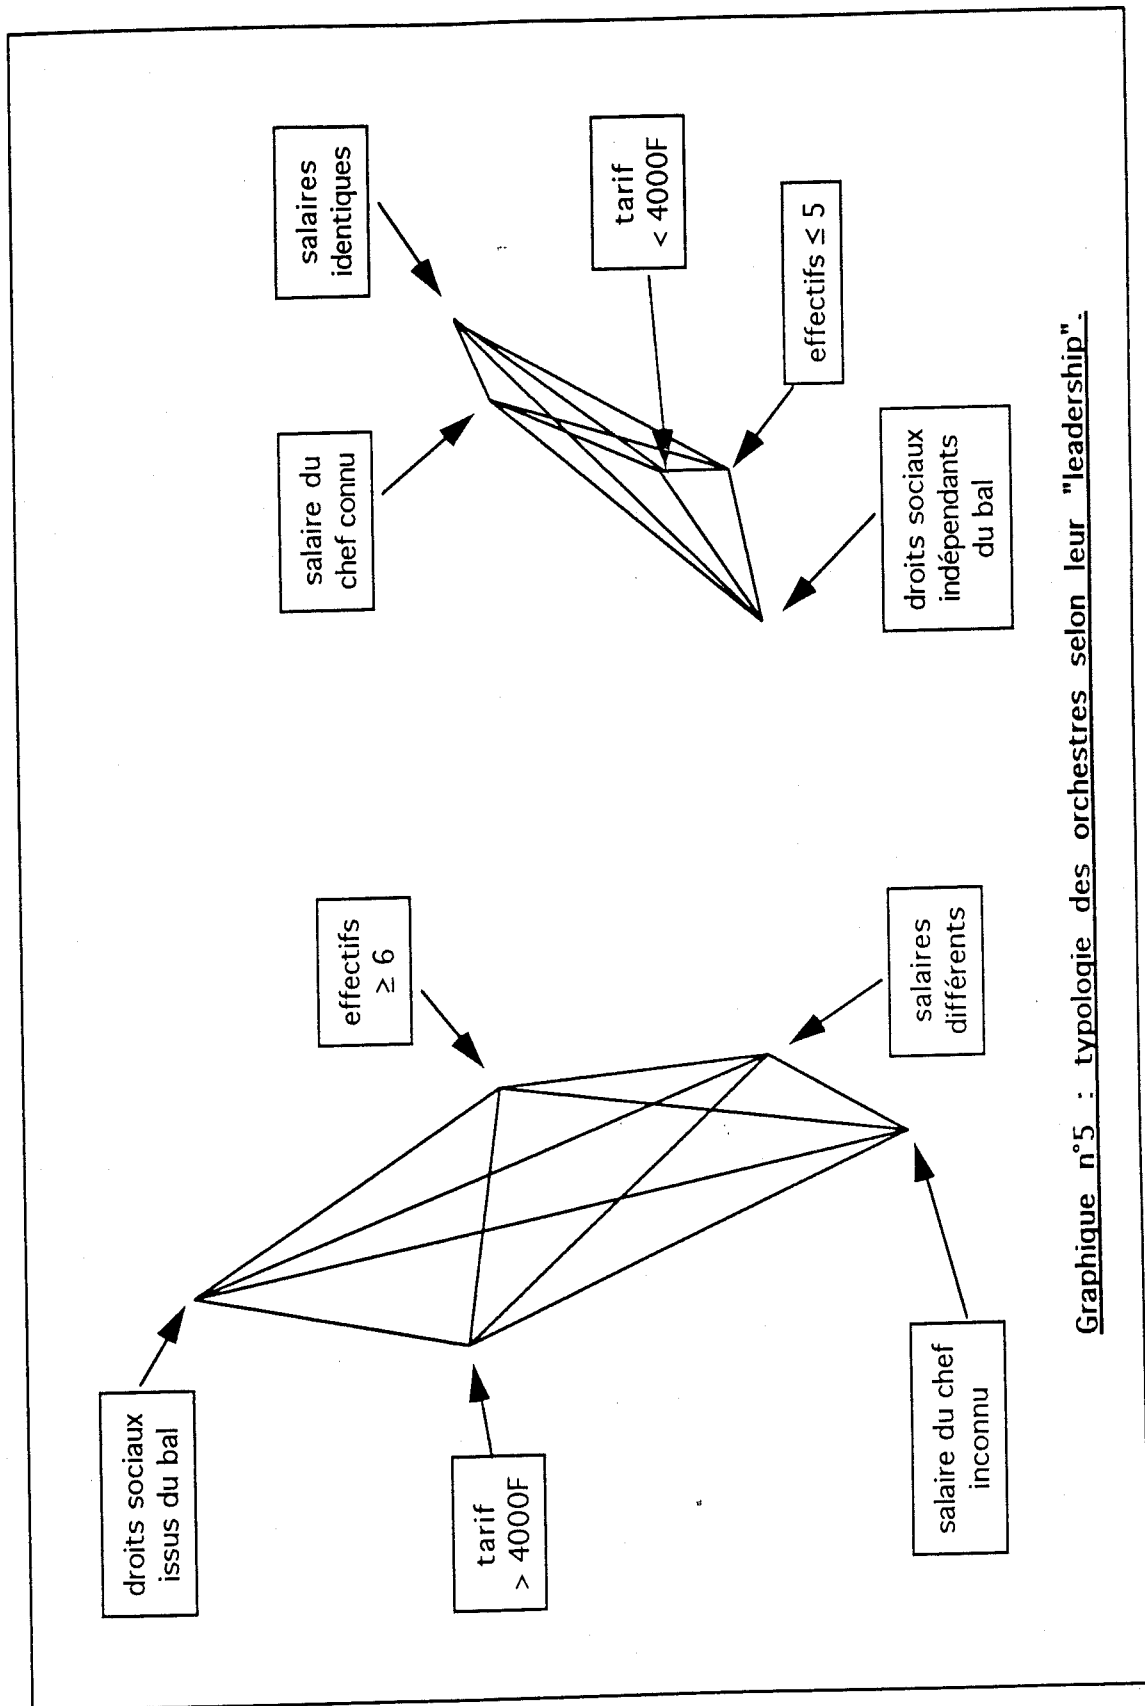 droits sociaux
issus du bal
tarif
> 4000F
salaire du chef
inconnu
effectifs
≥ 6
salaires
différents
salaire du
chef connu
salaires
identiques
tarif
< 4000F
effectifs ≤ 5
droits sociaux
indépendants
du bal
Graphique n°5 : typologie des orchestres selon leur "leadership".